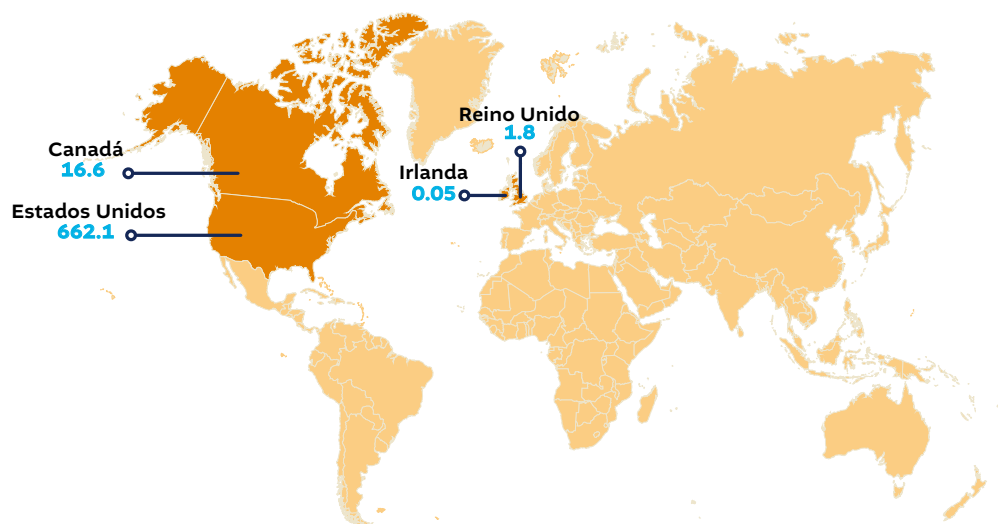 Reino Unido
1.8
Canadá
16.6
Irlanda
0.05
Estados Unidos
662.1